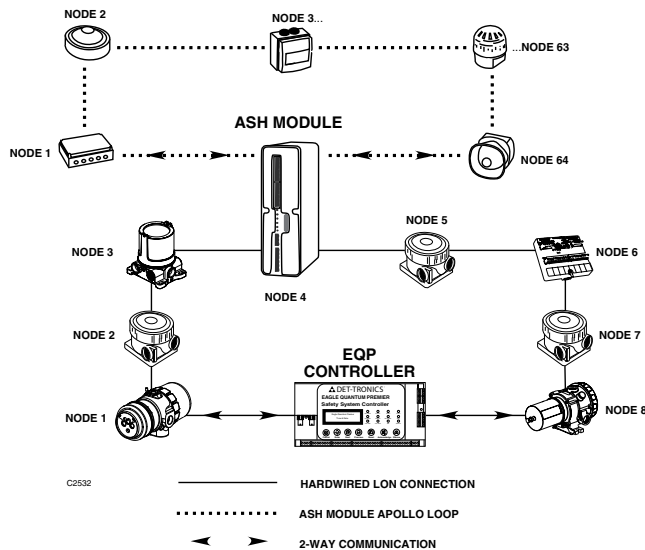 NODE 2
NODE 3...
...NODE 63
ASH MODULE
NODE 1
NODE 64
NODE 5
NODE 3
NODE 6
NODE 4
NODE 2
NODE 7
EQP
CONTROLLER
DET-TRONICS
EAGLE QUANTUM PREMIER
Safety System Controller
NODE 1
NODE 8
C2532
HARDWIRED LON CONNECTION
ASH MODULE APOLLO LOOP
2-WAY COMMUNICATION